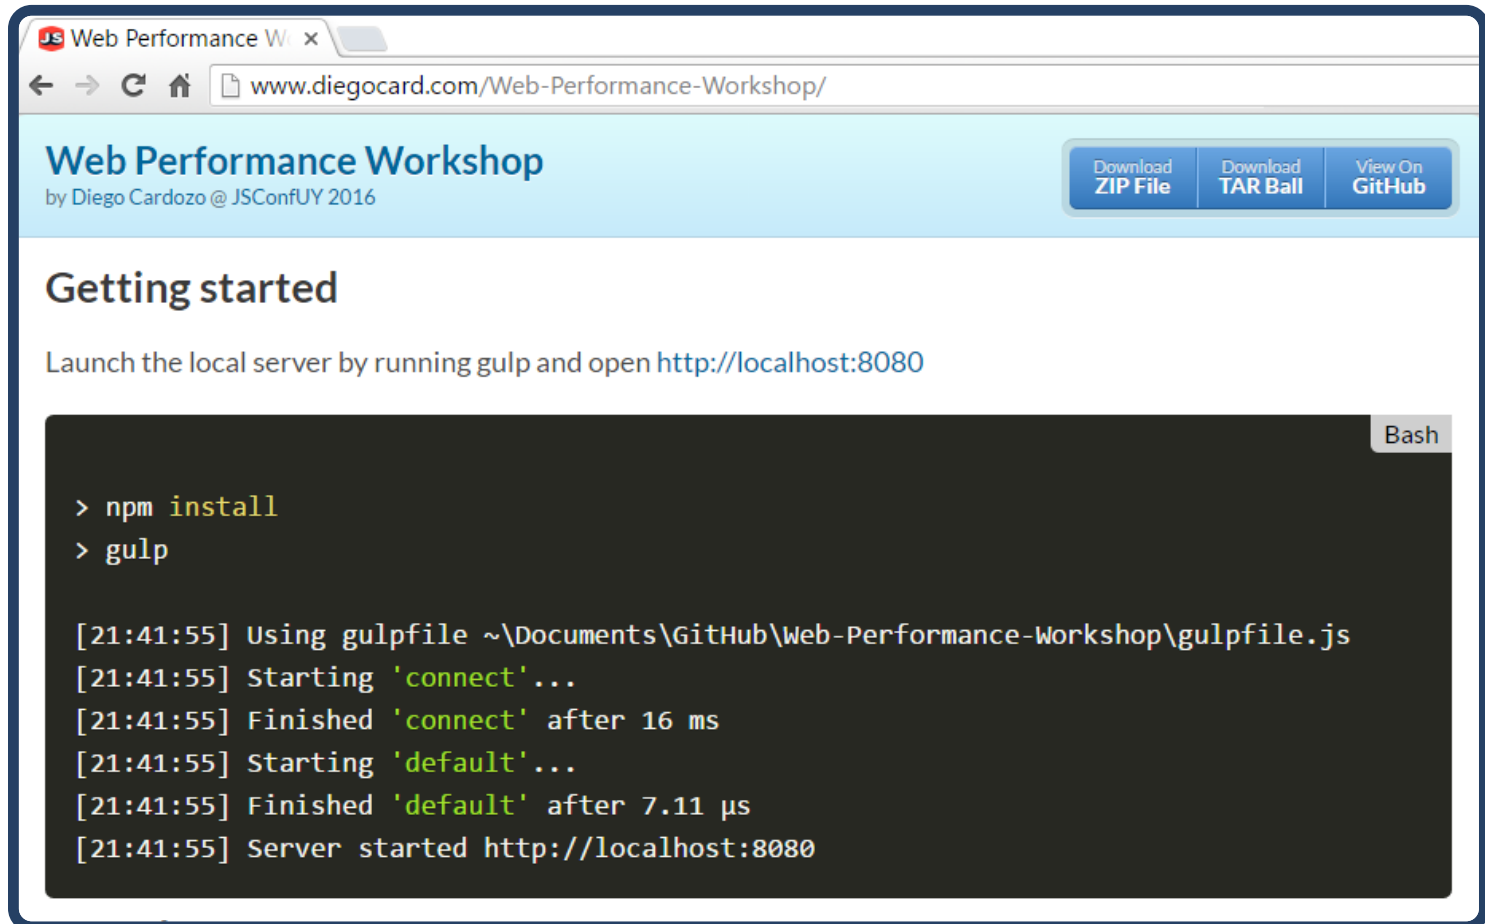 JS Web Performance W
www.diegocard.com/Web-Performance-Workshop/
Web Performance Workshop
by Diego Cardozo @ JSConfUY 2016
Download
ZIP File
Download
TAR Ball
View On
GitHub
Getting started
Launch the local server by running gulp and open http://localhost:8080
Bash
> npm install
> gulp
[21:41:55] Using gulpfile ~\Documents\GitHub\Web-Performance-Workshop\gulpfile.js
[21:41:55] Starting 'connect'...
[21:41:55] Finished 'connect' after 16 ms
[21:41:55] Starting 'default'...
[21:41:55] Finished 'default' after 7.11 μs
[21:41:55] Server started http://localhost:8080